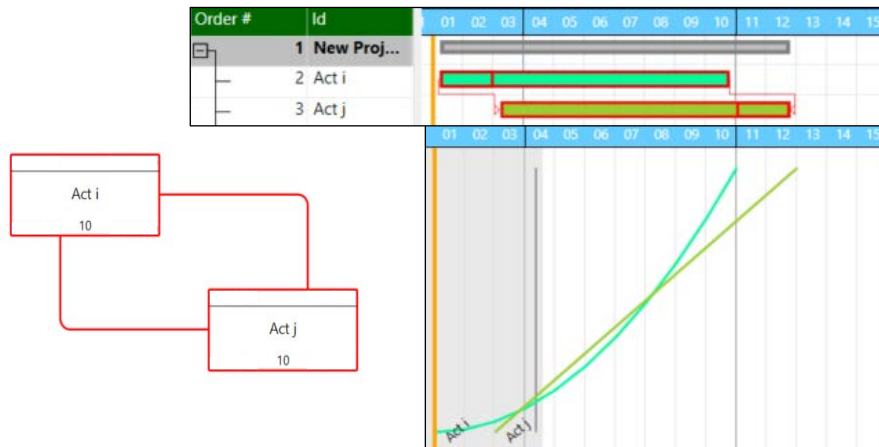 Order # Id 01 02 03 04 05 06 07 08 09 10 11 12 13 14 15
1 New Proj...
2 Act i
3 Act j
01 02 03 04 05 06 07 08 09 10 11 12 13 14 15
Act i
10
Act j
10
Act i Act j